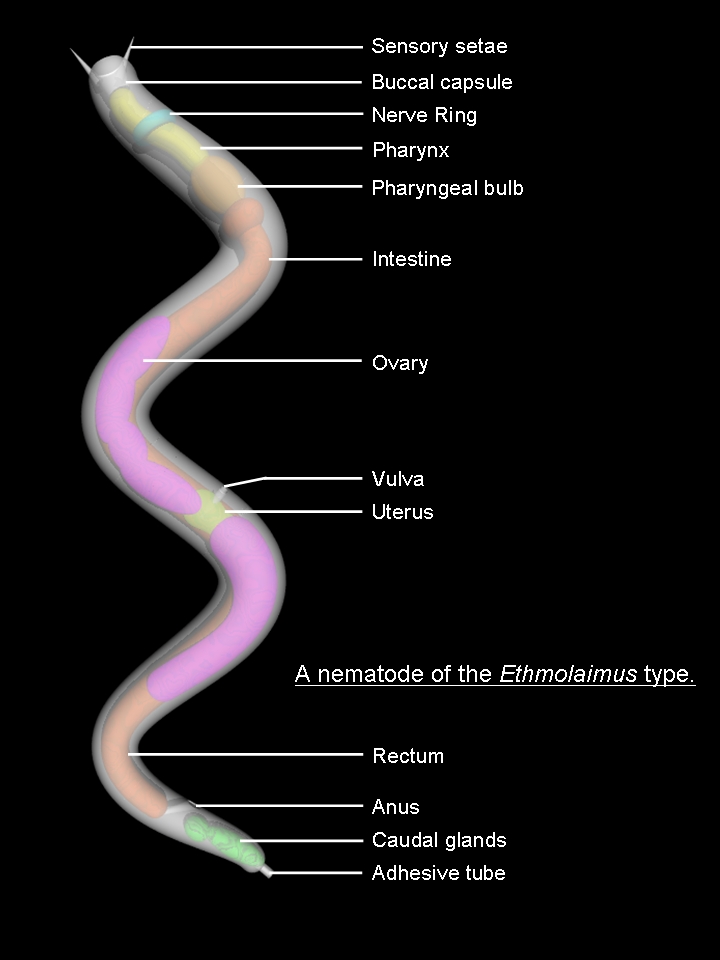 Sensory setae
Buccal capsule
Nerve Ring
Pharynx
Pharyngeal bulb
Intestine
Ovary
Vulva
Uterus
A nematode of the Ethmolaimus type.
Rectum
Anus
Caudal glands
Adhesive tube